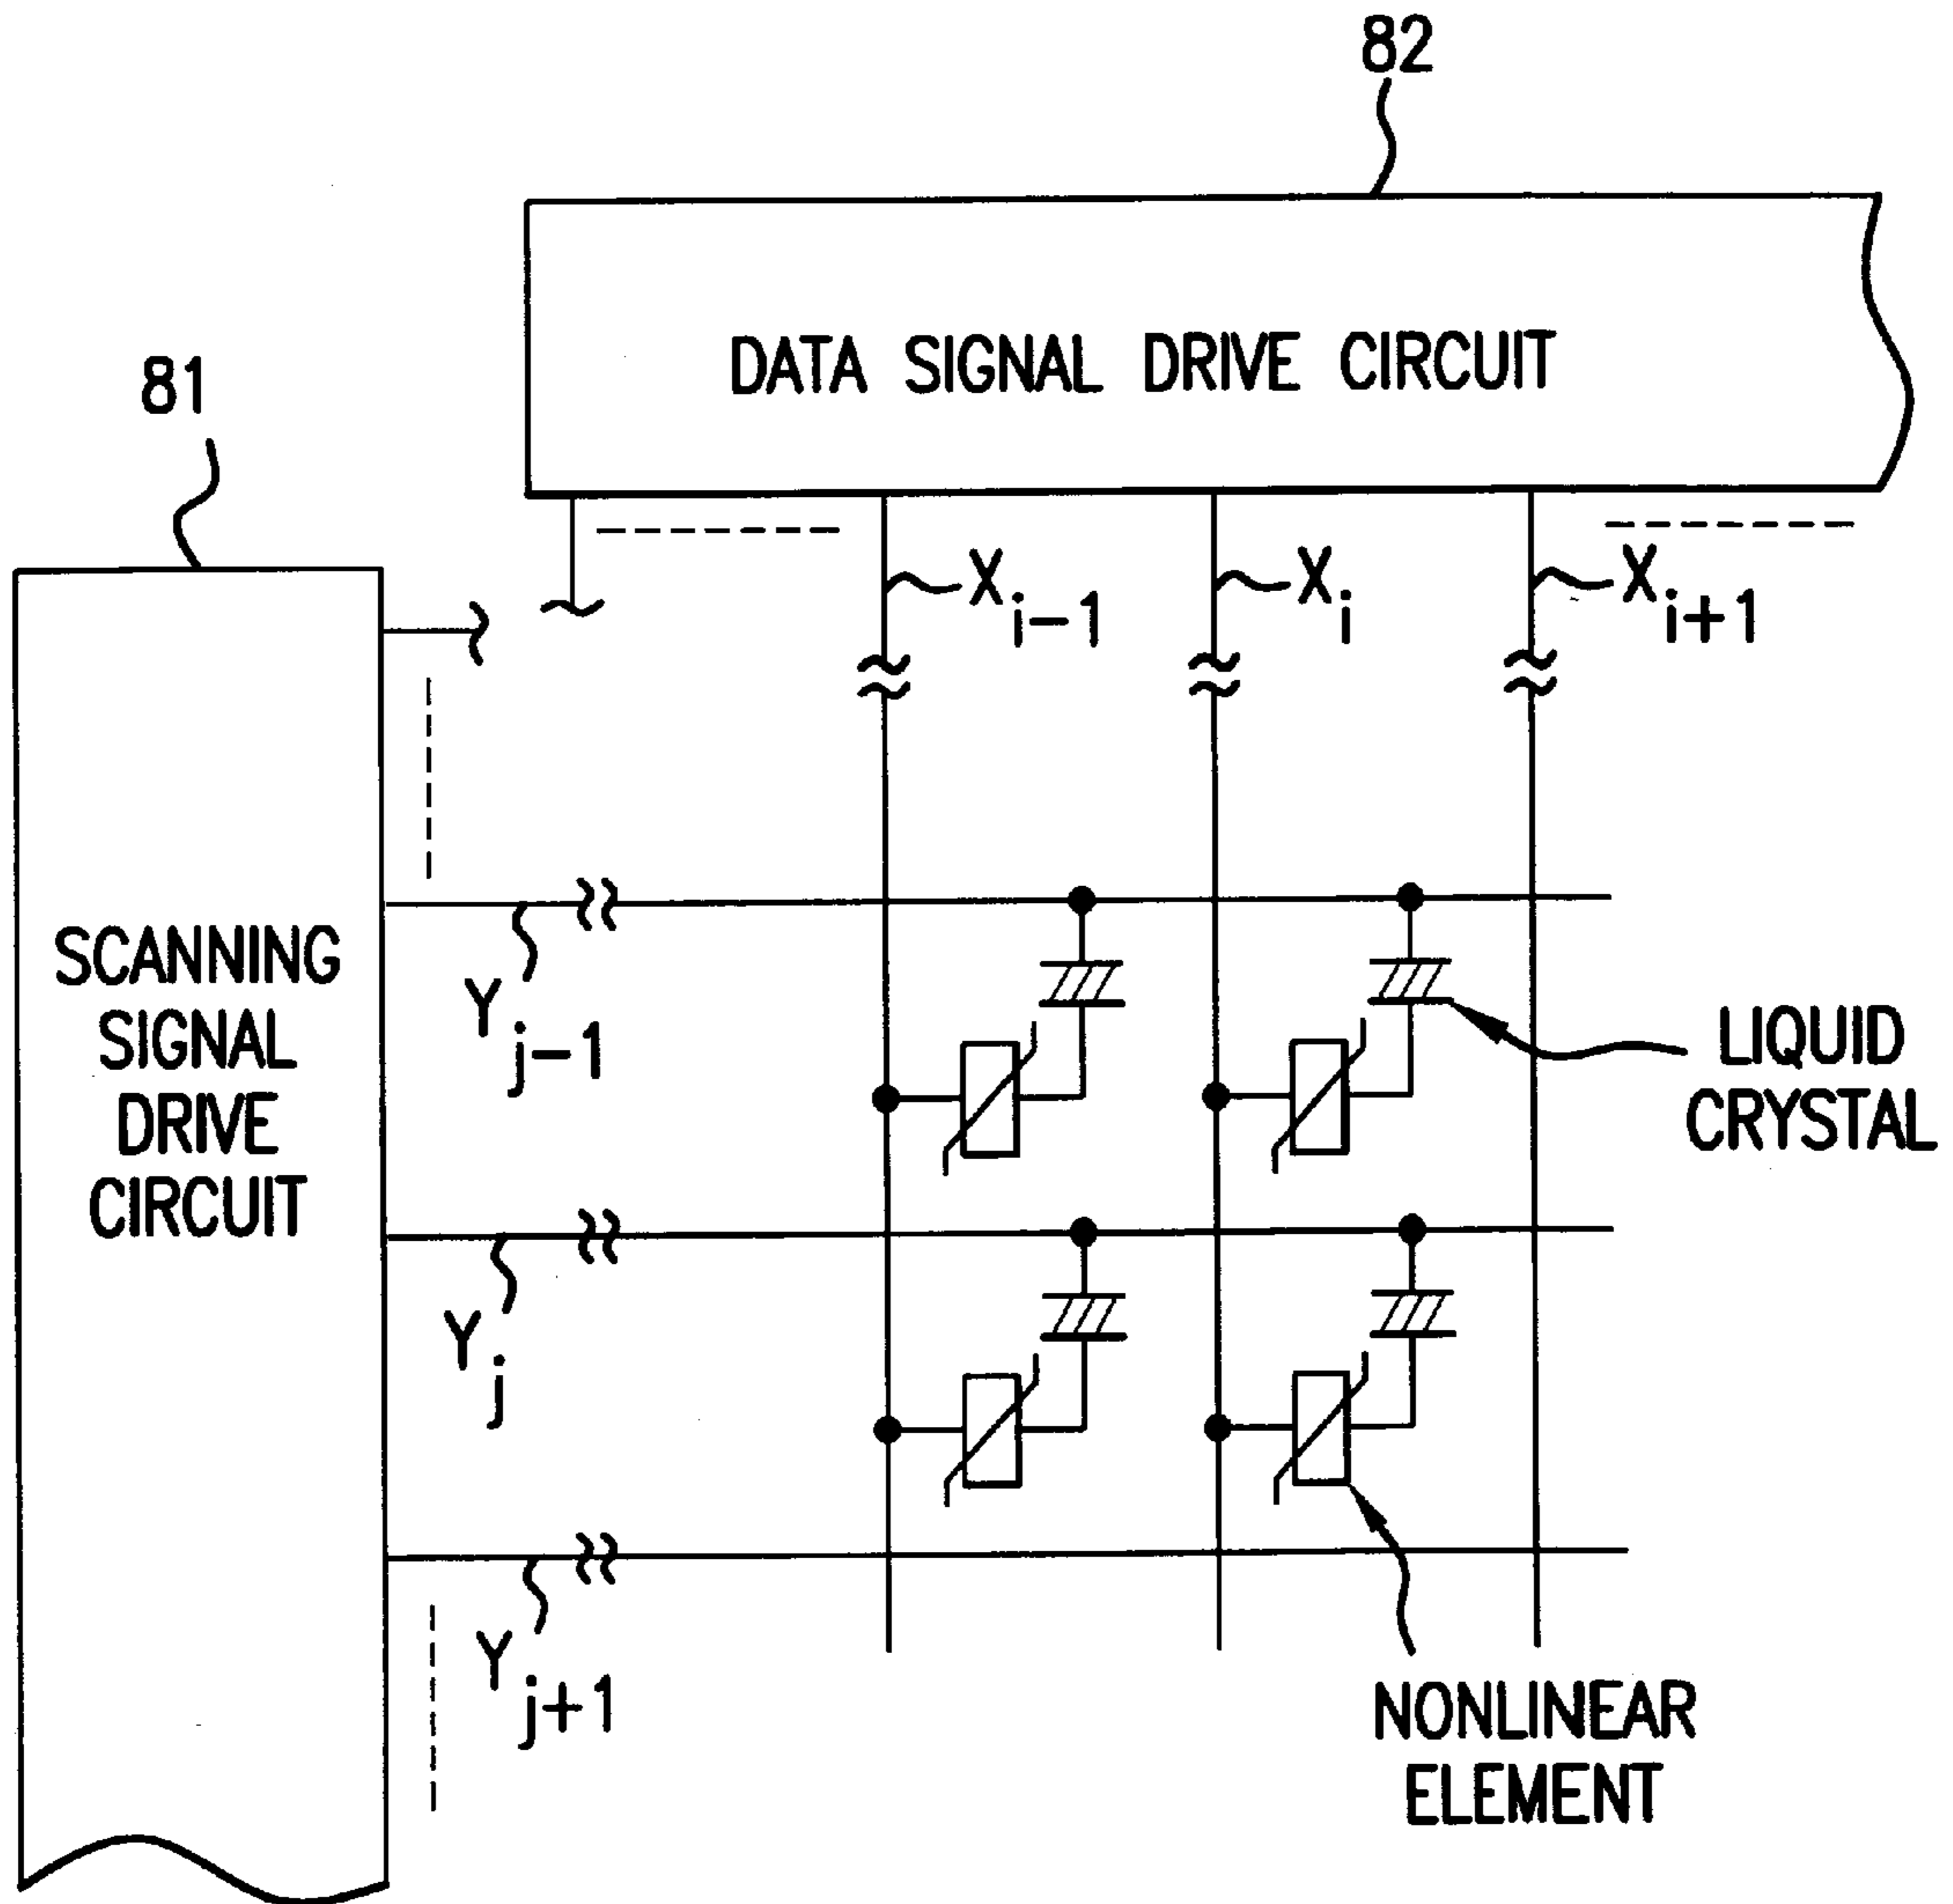 82
DATA SIGNAL DRIVE CIRCUIT
81
X i-1
X i
X i+1
SCANNING
SIGNAL
DRIVE
CIRCUIT
Y j-1
LIQUID
CRYSTAL
Y j
Y j+1
NONLINEAR
ELEMENT